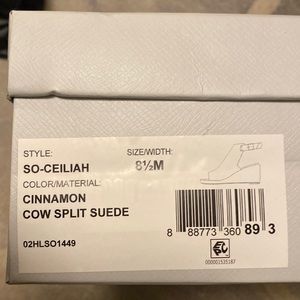 STYLE: SIZE/WIDTH:
SO-CEILIAH 8½M
COLOR/MATERIAL:
CINNAMON
COW SPLIT SUEDE
02HLSO1449
8 88773 360 89 3
000001535187